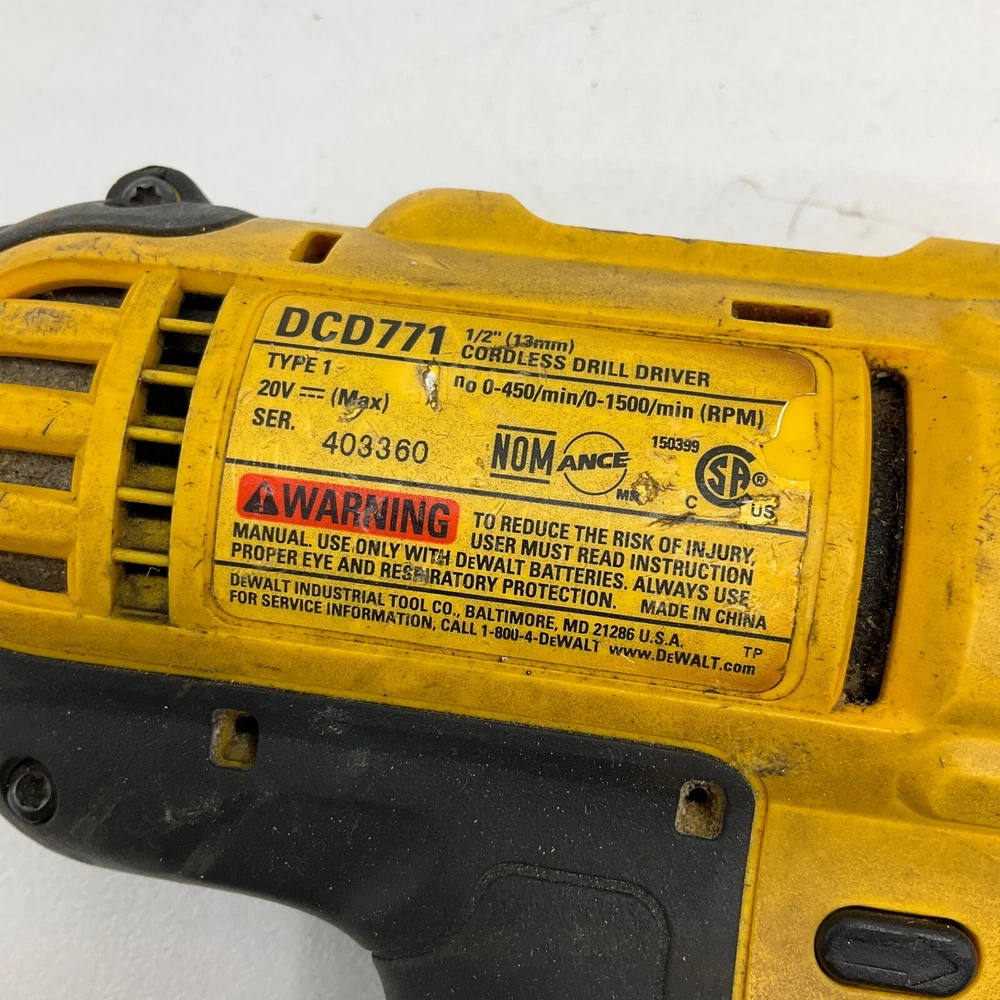 DCD771 1/2" (13mm)
CORDLESS DRILL DRIVER
TYPE 1
no 0-450/min/0-1500/min (RPM)
20V ⎓ (Max)
SER. 403360
NOM ANCE MR
150399
C SA ® US
WARNING TO REDUCE THE RISK OF INJURY,
USER MUST READ INSTRUCTION
MANUAL. USE ONLY WITH DEWALT BATTERIES. ALWAYS USE
PROPER EYE AND RESPIRATORY PROTECTION. MADE IN CHINA
DEWALT INDUSTRIAL TOOL CO., BALTIMORE, MD 21286 U.S.A. TP
FOR SERVICE INFORMATION, CALL 1-800-4-DEWALT www.DEWALT.com